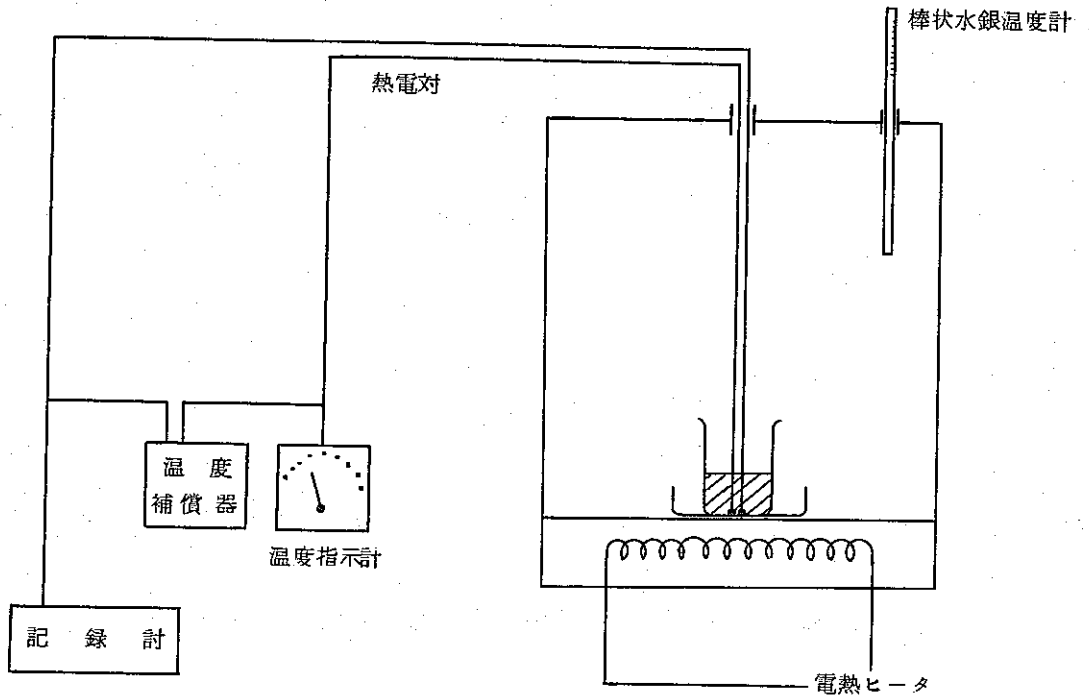 棒状水銀温度計
熱電対
温度
補償器
温度指示計
記録計
電熱ヒータ